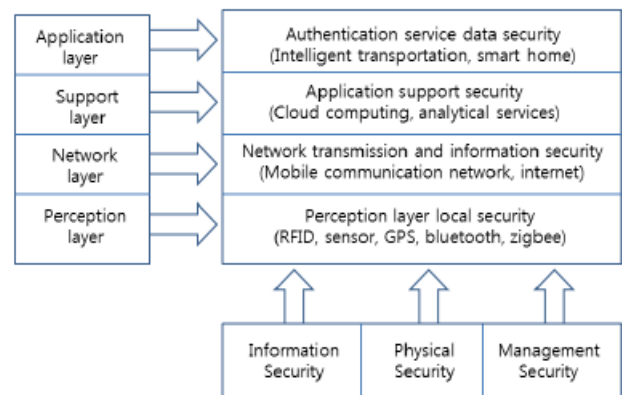 Application
layer
Authentication service data security
(Intelligent transportation, smart home)
Support
layer
Application support security
(Cloud computing, analytical services)
Network
layer
Network transmission and information security
(Mobile communication network, internet)
Perception
layer
Perception layer local security
(RFID, sensor, GPS, bluetooth, zigbee)
Information
Security
Physical
Security
Management
Security